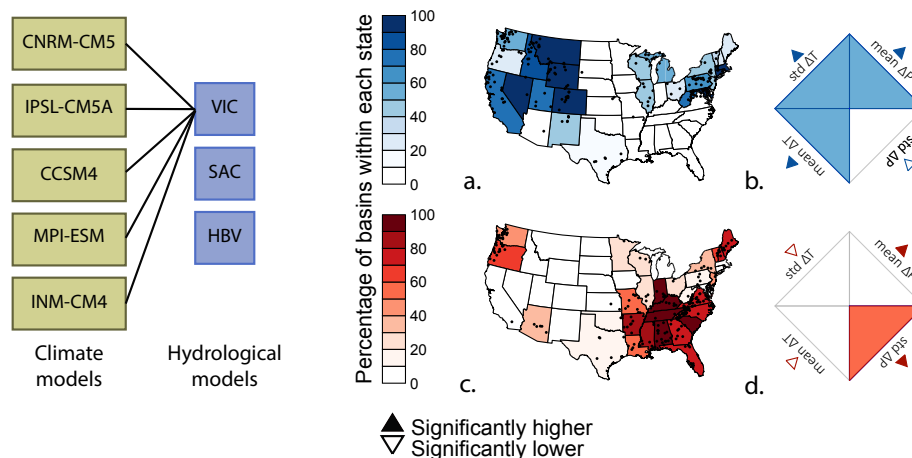 CNRM-CM5
IPSL-CM5A
CCSM4
MPI-ESM
INM-CM4
Climate
models
VIC
SAC
HBV
Hydrological
models
Percentage of basins within each state
100
80
60
40
20
0
a.
std ΔT
mean ΔP
mean ΔT
std ΔP
b.
100
80
60
40
20
0
c.
std ΔT
mean ΔP
mean ΔT
std ΔP
d.
Significantly higher
Significantly lower